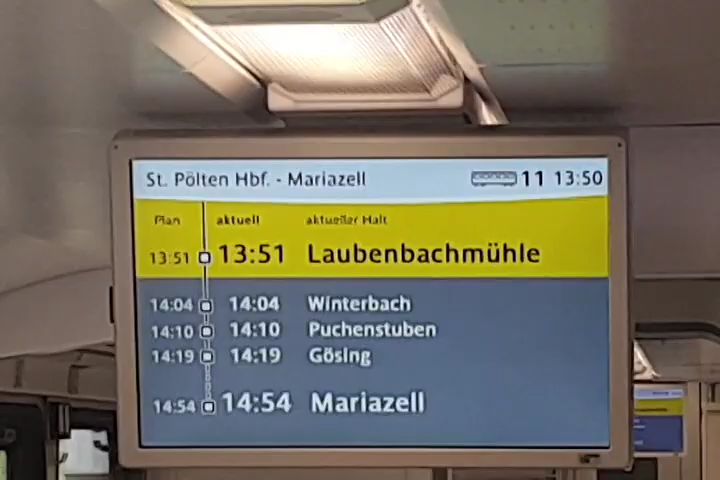 St. Pölten Hbf. - Mariazell 11 13:50
Plan aktuell aktueller Halt
13:51 13:51 Laubenbachmühle
14:04 14:04 Winterbach
14:10 14:10 Puchenstuben
14:19 14:19 Gösing
14:54 14:54 Mariazell